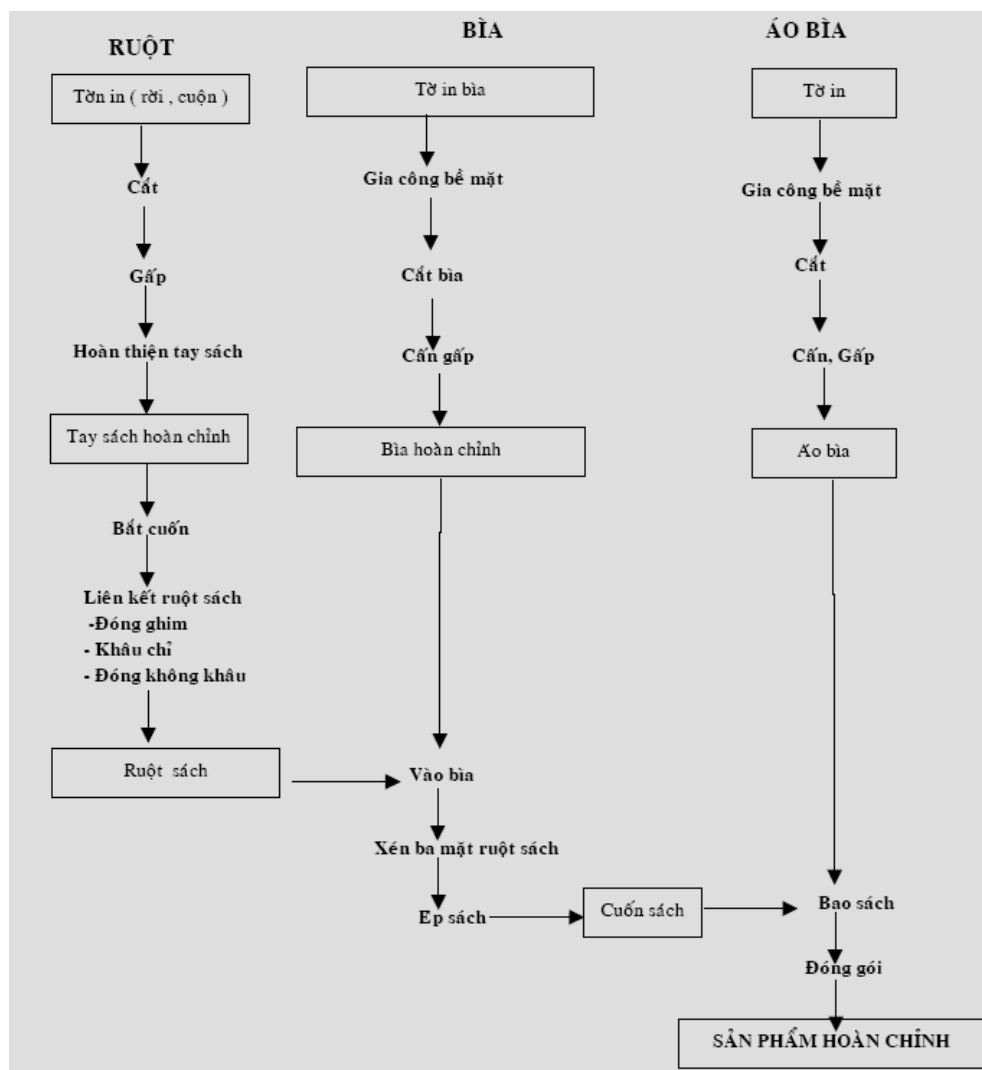 RUỘT
Tờn in ( rời , cuộn )
Cắt
Gấp
Hoàn thiện tay sách
Tay sách hoàn chỉnh
Bắt cuốn
Liên kết ruột sách
-Đóng ghim
- Khâu chỉ
- Đóng không khâu
Ruột sách
BÌA
Tờ in bìa
Gia công bề mặt
Cắt bìa
Cấn gấp
Bìa hoàn chỉnh
Vào bìa
Xén ba mặt ruột sách
Ep sách
Cuốn sách
ÁO BÌA
Tờ in
Gia công bề mặt
Cắt
Cấn, Gấp
Áo bìa
Bao sách
Đóng gói
SẢN PHẨM HOÀN CHỈNH